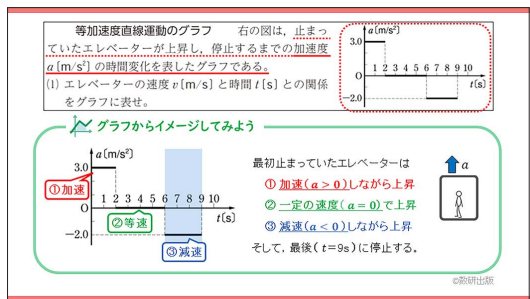 等加速度直線運動のグラフ　右の図は，止まっ
ていたエレベーターが上昇し，停止するまでの加速度
a〔m/s²〕の時間変化を表したグラフである。
(1) エレベーターの速度 v〔m/s〕と時間 t〔s〕との関係
をグラフに表せ。
a〔m/s²〕
3.0
0
1 2 3 4 5 6 7 8 9 10
t〔s〕
-2.0
グラフからイメージしてみよう
a〔m/s²〕
3.0
①加速
0
1 2 3 4 5 6 7 8 9 10
t〔s〕
②等速
-2.0
③減速
最初止まっていたエレベーターは
① 加速(a>0)しながら上昇
② 一定の速度(a=0)で上昇
③ 減速(a<0)しながら上昇
そして，最後(t=9s)に停止する。
a
©数研出版